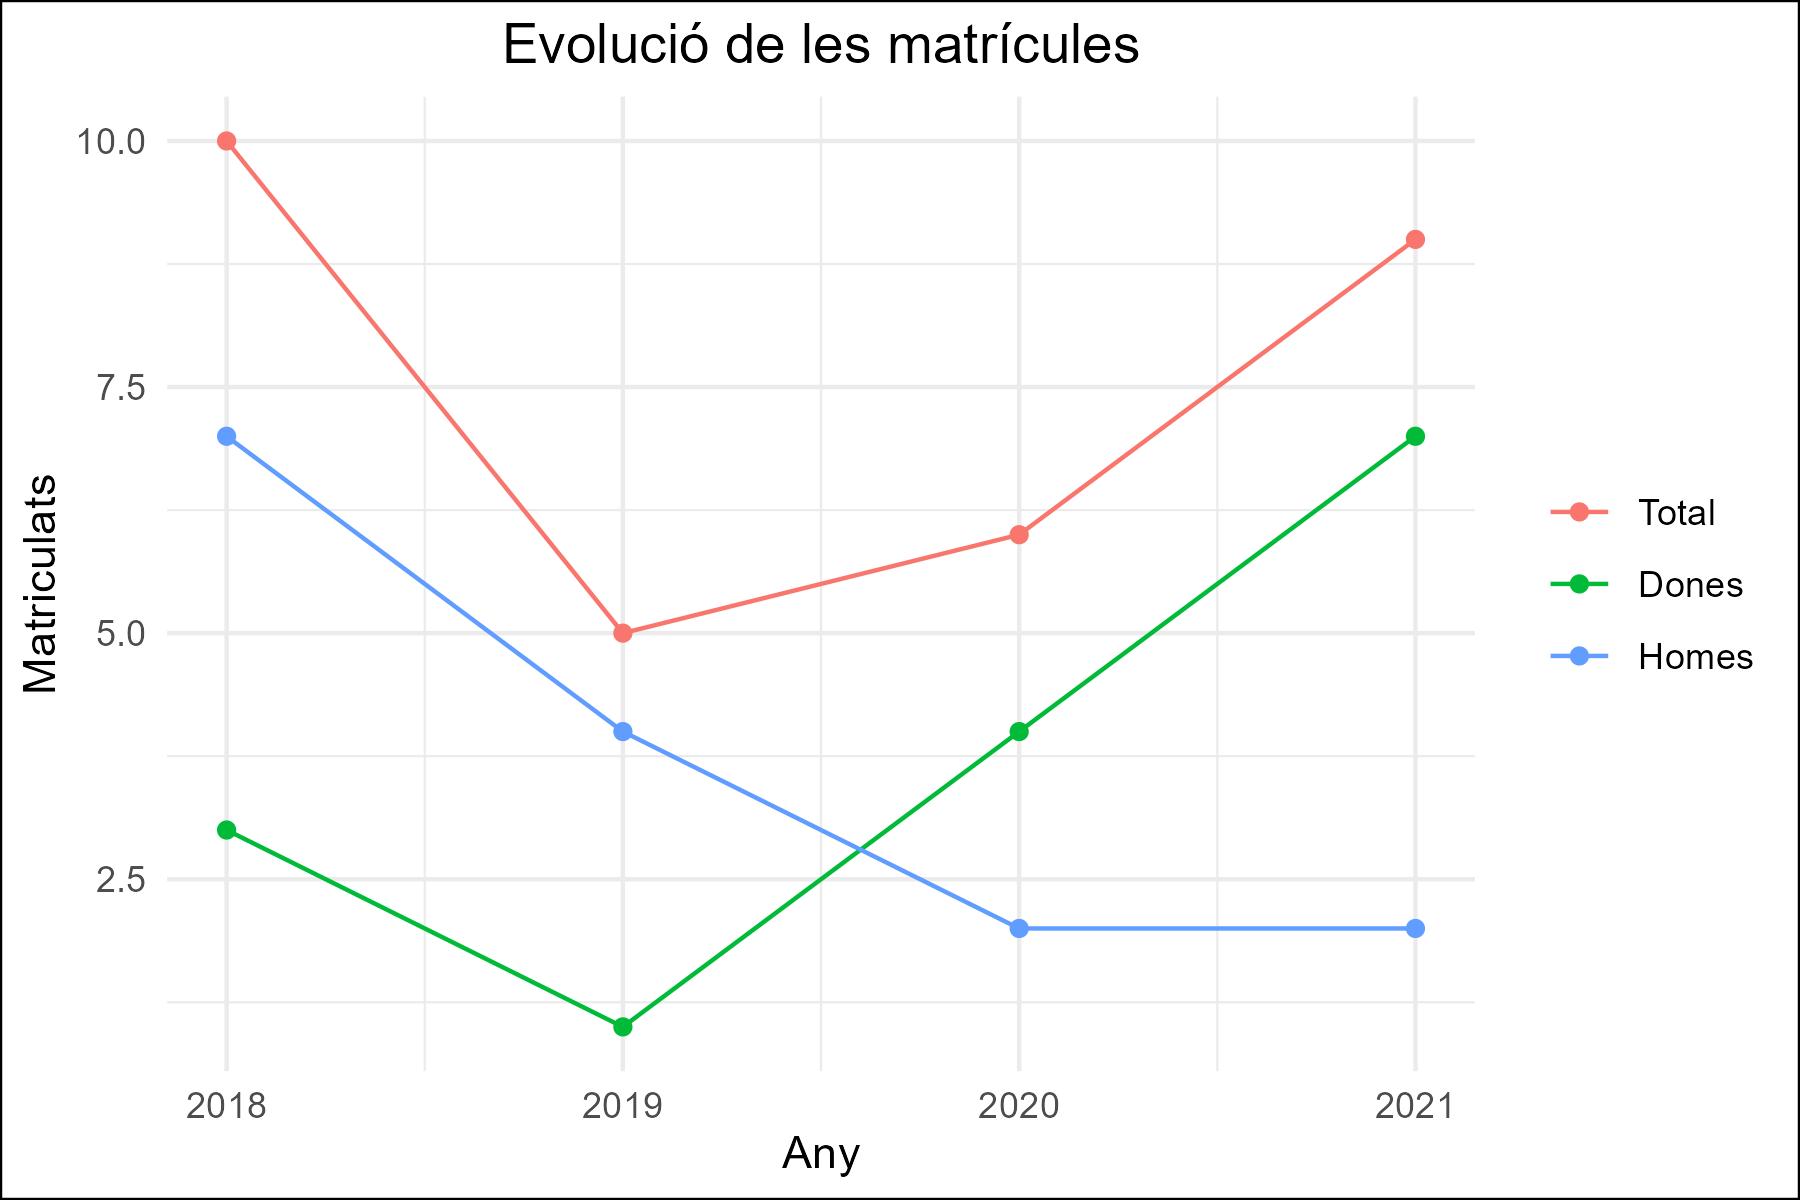 Evolució de les matrícules
10.0
7.5
5.0
2.5
Matriculats
2018 2019 2020 2021
Any
Total
Dones
Homes